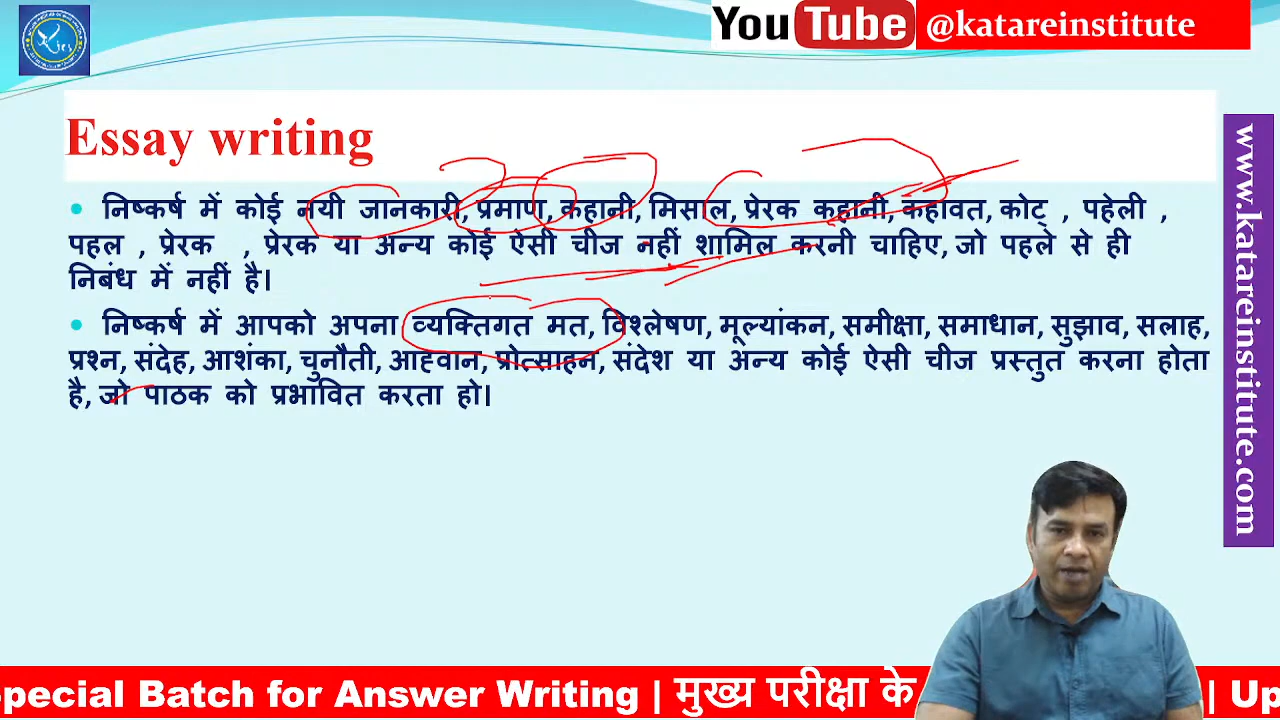 YouTube @katareinstitute
Essay writing
• निष्कर्ष में कोई नयी जानकारी, प्रमाण, कहानी, मिसाल, प्रेरक कहानी, कहावत, कोट् , पहेली ,
पहल , प्रेरक , प्रेरक या अन्य कोई ऐसी चीज नहीं शामिल करनी चाहिए, जो पहले से ही
निबंध में नहीं है।
• निष्कर्ष में आपको अपना व्यक्तिगत मत, विश्लेषण, मूल्यांकन, समीक्षा, समाधान, सुझाव, सलाह,
प्रश्न, संदेह, आशंका, चुनौती, आह्वान, प्रोत्साहन, संदेश या अन्य कोई ऐसी चीज प्रस्तुत करना होता
है, जो पाठक को प्रभावित करता हो।
www.katareinstitute.com
pecial Batch for Answer Writing | मुख्य परीक्षा के | Up